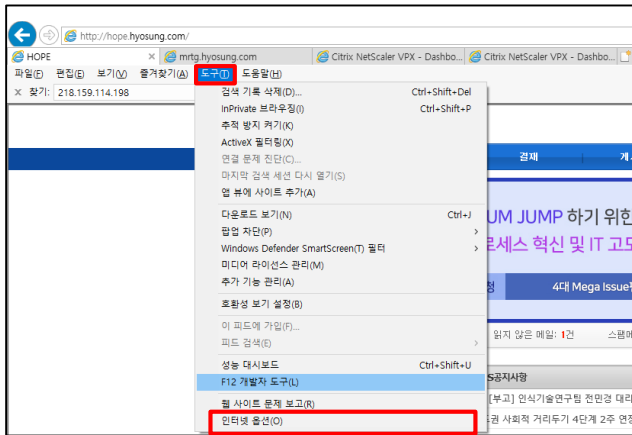 http://hope.hyosung.com/
HOPE × mrtg.hyosung.com Citrix NetScaler VPX - Dashbo... Citrix NetScaler VPX - Dashbo...
파일(F) 편집(E) 보기(V) 즐겨찾기(A) 도구(T) 도움말(H)
× 찾기: 218.159.114.198
검색 기록 삭제(D)... Ctrl+Shift+Del
InPrivate 브라우징(I) Ctrl+Shift+P
추적 방지 켜기(K)
ActiveX 필터링(X)
연결 문제 진단(C)...
마지막 검색 세션 다시 열기(S)
앱 뷰에 사이트 추가(A)
다운로드 보기(N) Ctrl+J
팝업 차단(P)
Windows Defender SmartScreen(T) 필터
미디어 라이선스 관리(M)
추가 기능 관리(A)
호환성 보기 설정(B)
이 피드에 가입(F)...
피드 검색(E)
성능 대시보드 Ctrl+Shift+U
F12 개발자 도구(L)
웹 사이트 문제 보고(R)
인터넷 옵션(O)
결재 게
UM JUMP 하기 위한
로세스 혁신 및 IT 고도
정 4대 Mega Issue
읽지 않은 메일: 1건 스팸메
S공지사항
[부고] 인식기술연구팀 전민경 대리
권 사회적 거리두기 4단계 2주 연장